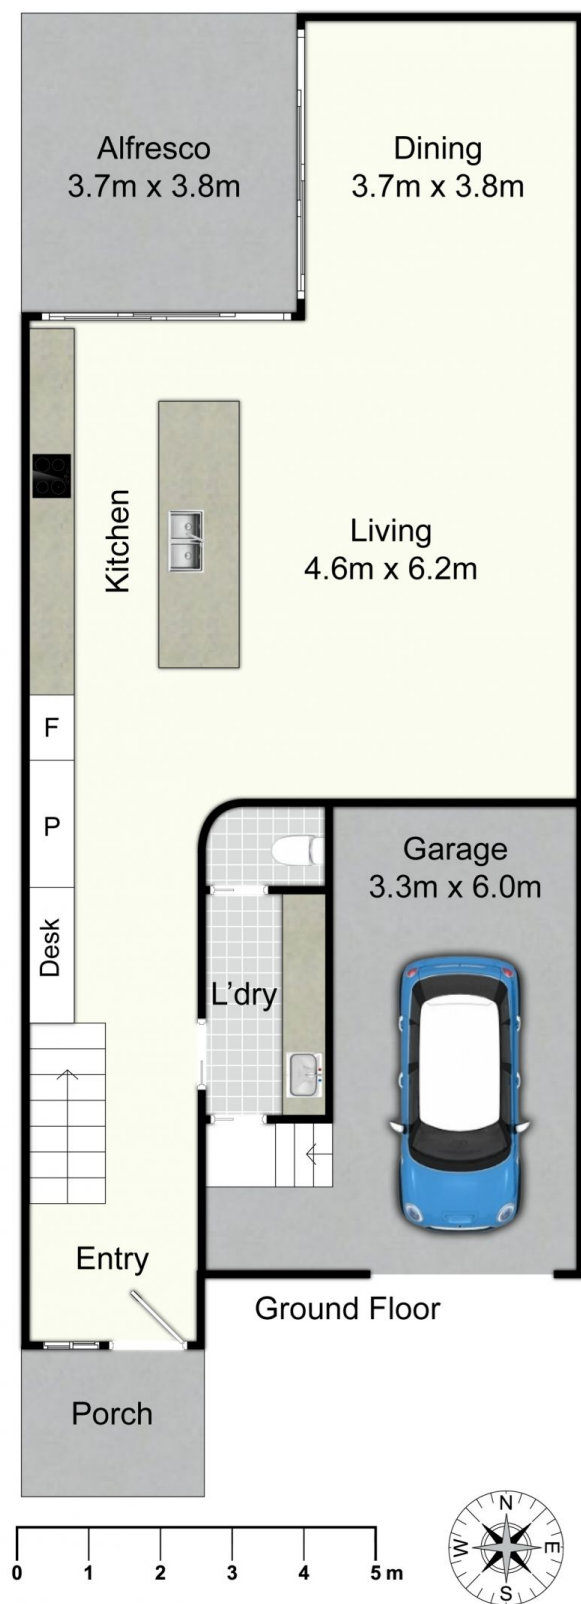 Alfresco
3.7m x 3.8m
Dining
3.7m x 3.8m
Kitchen
Living
4.6m x 6.2m
F
P
Desk
Garage
3.3m x 6.0m
L'dry
Entry
Ground Floor
Porch
0 1 2 3 4 5 m
N
W E
S